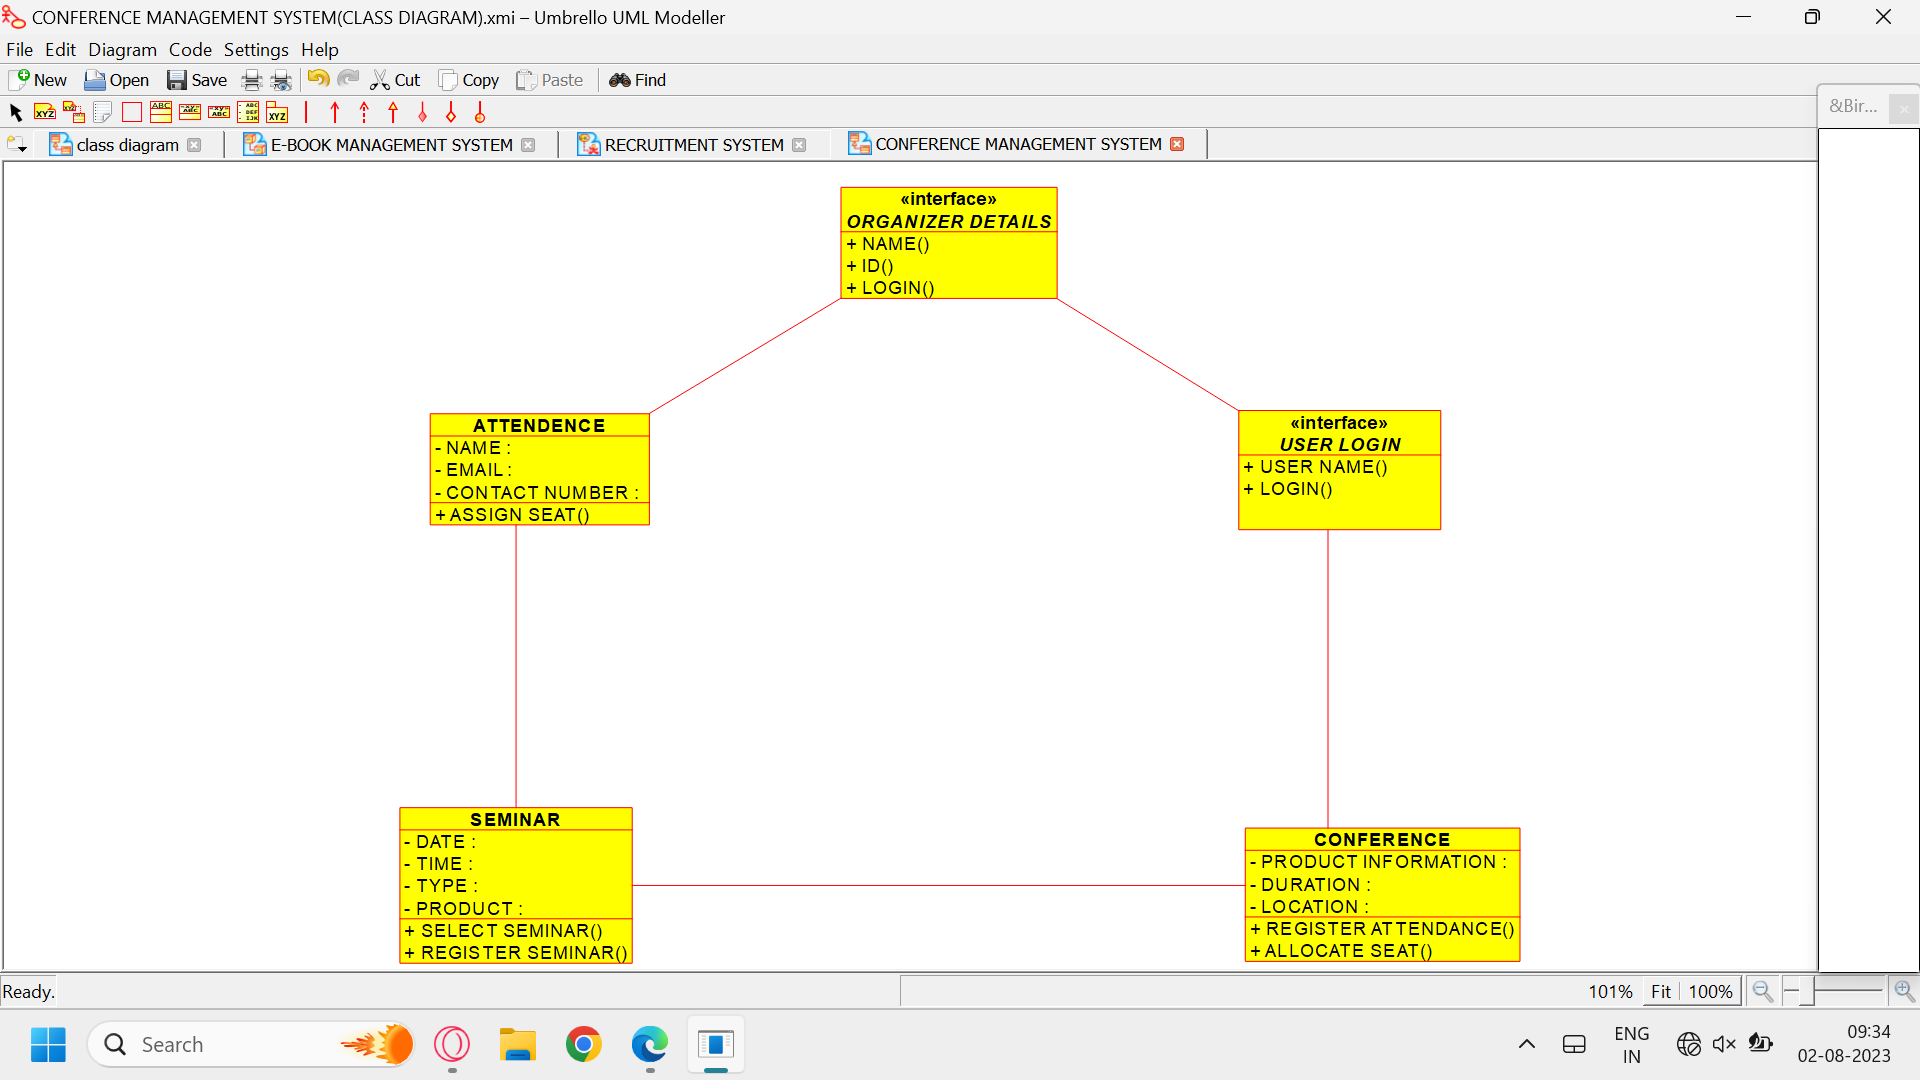 CONFERENCE MANAGEMENT SYSTEM(CLASS DIAGRAM).xmi – Umbrello UML Modeller
File Edit Diagram Code Settings Help
New Open Save Cut Copy Paste Find
&Bir...
class diagram E-BOOK MANAGEMENT SYSTEM RECRUITMENT SYSTEM CONFERENCE MANAGEMENT SYSTEM
«interface»
ORGANIZER DETAILS
+ NAME()
+ ID()
+ LOGIN()
ATTENDENCE
- NAME :
- EMAIL :
- CONTACT NUMBER :
+ ASSIGN SEAT()
«interface»
USER LOGIN
+ USER NAME()
+ LOGIN()
SEMINAR
- DATE :
- TIME :
- TYPE :
- PRODUCT :
+ SELECT SEMINAR()
+ REGISTER SEMINAR()
CONFERENCE
- PRODUCT INFORMATION :
- DURATION :
- LOCATION :
+ REGISTER ATTENDANCE()
+ ALLOCATE SEAT()
Ready.
101% Fit 100%
Search
ENG
IN
09:34
02-08-2023